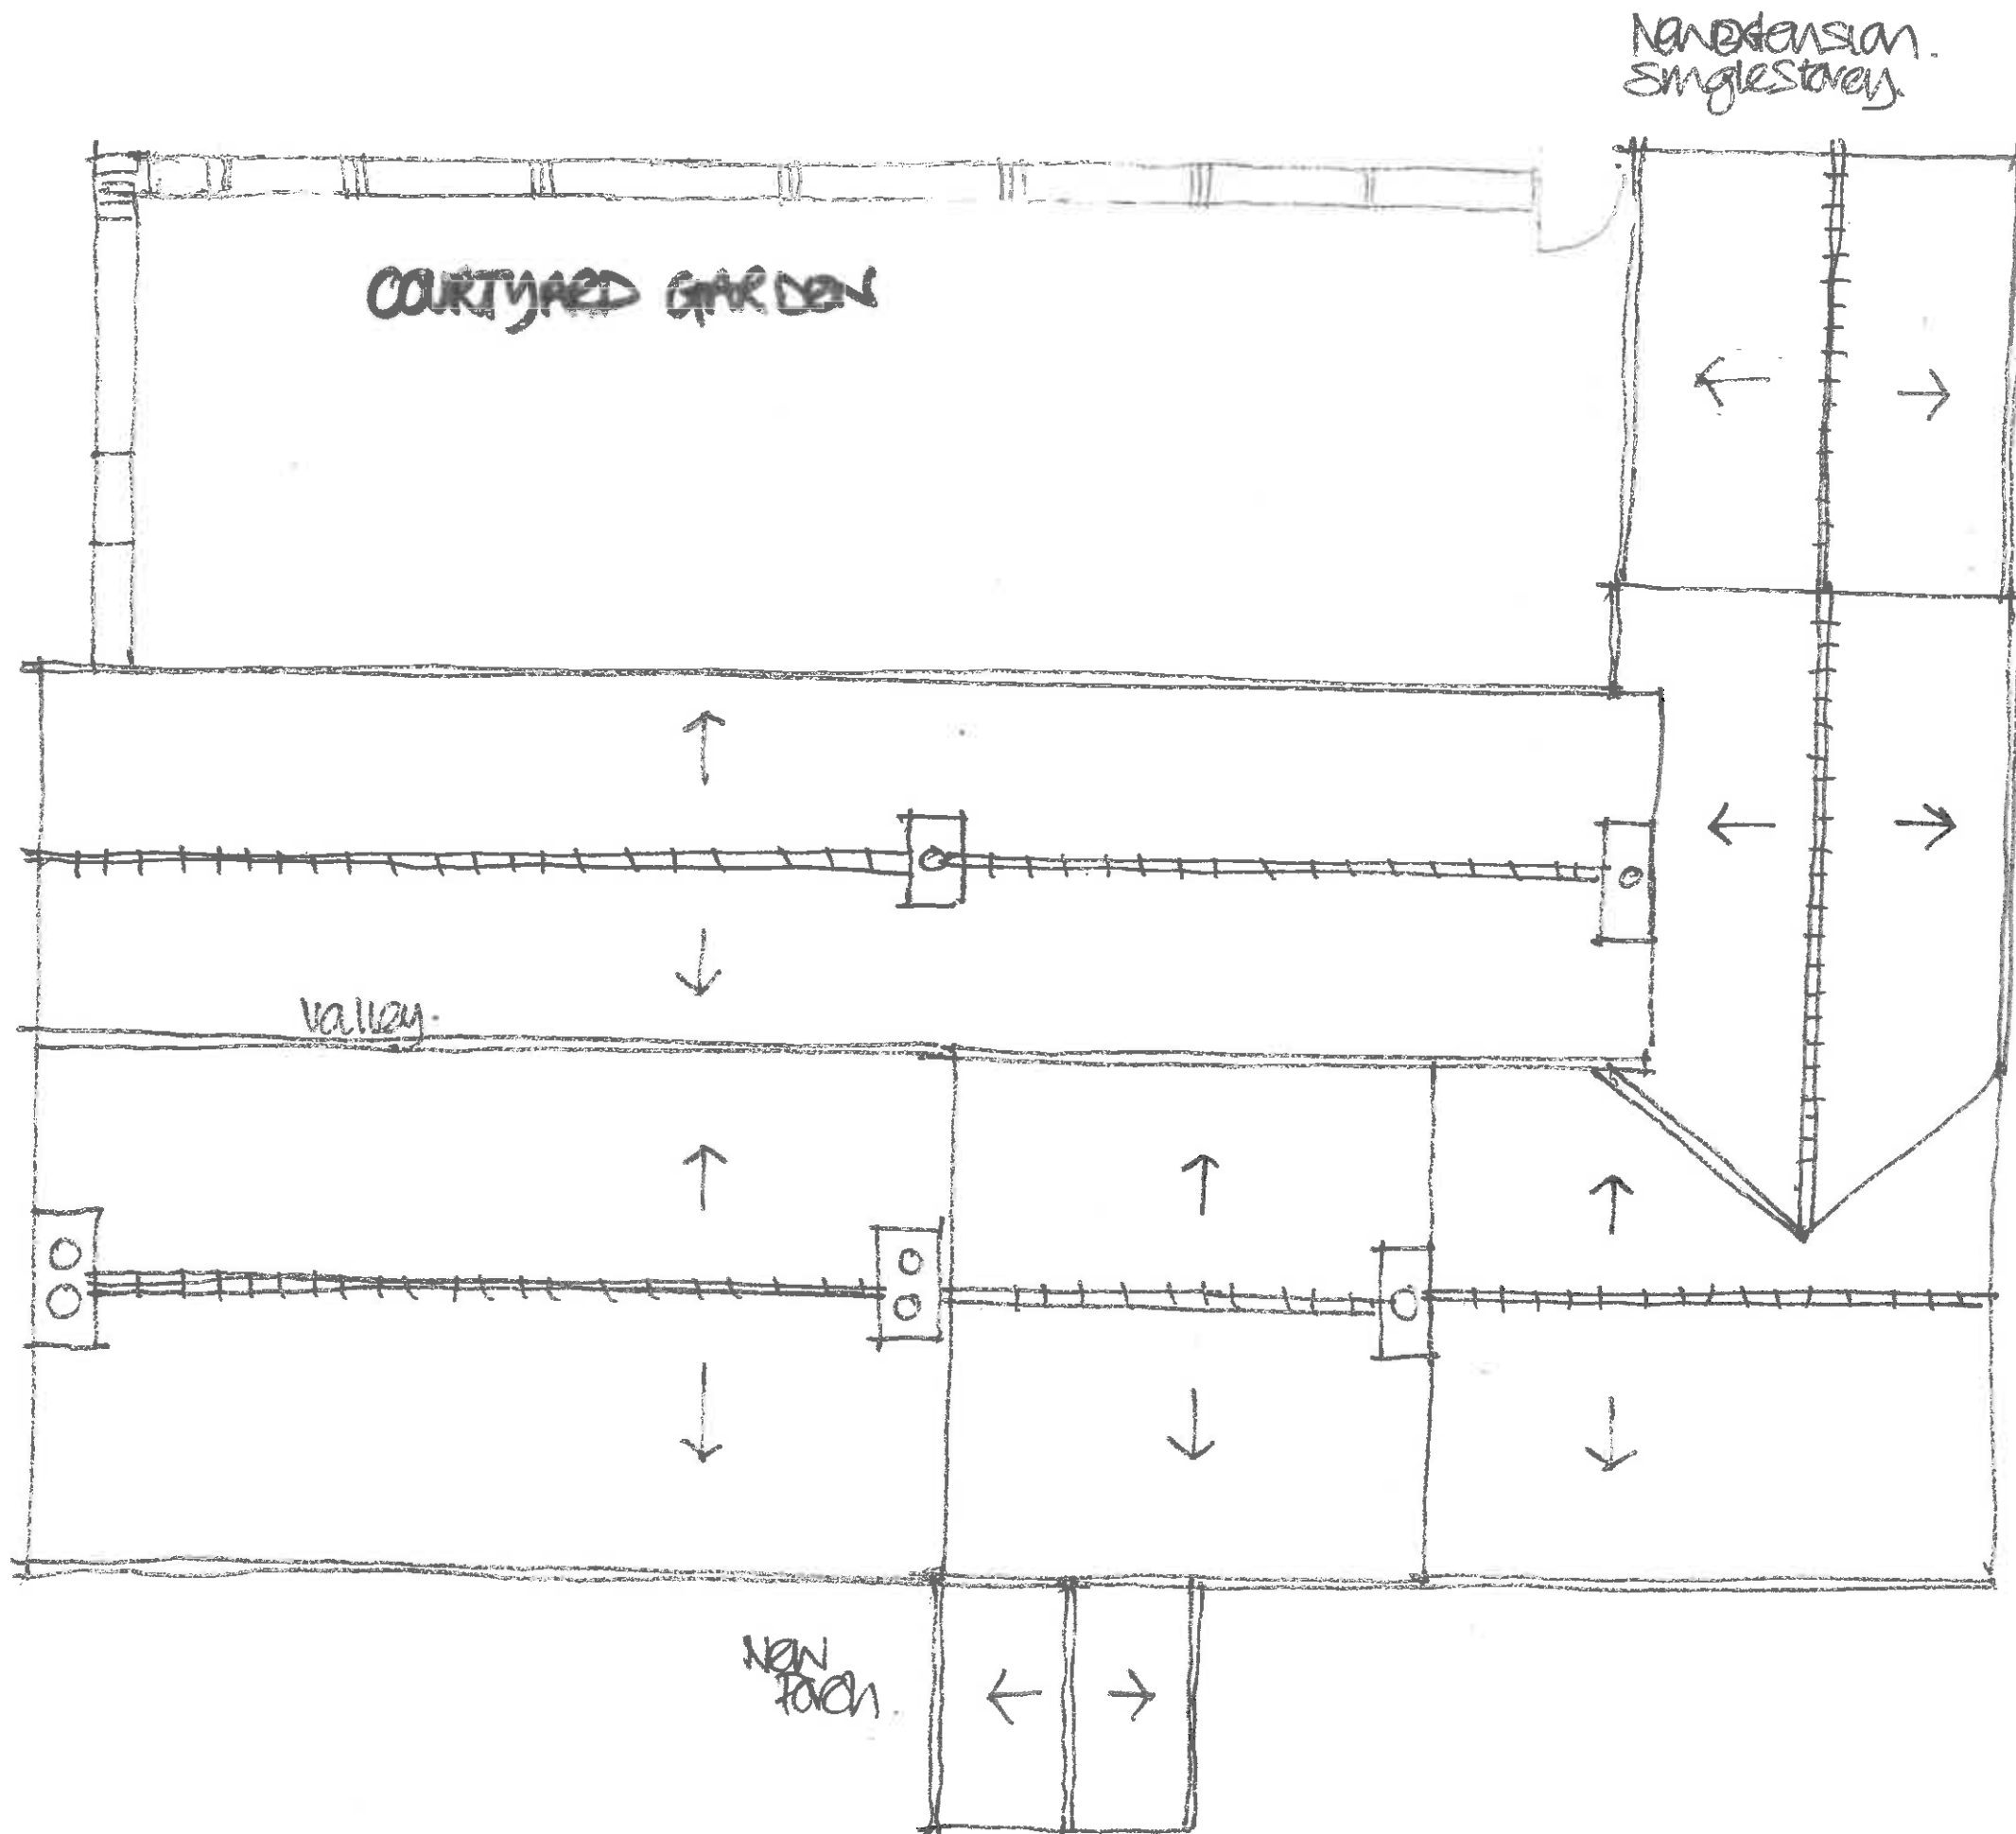 New Extension.
Single Storey.
COURTYARD GARDEN
Valley.
New
Porch.